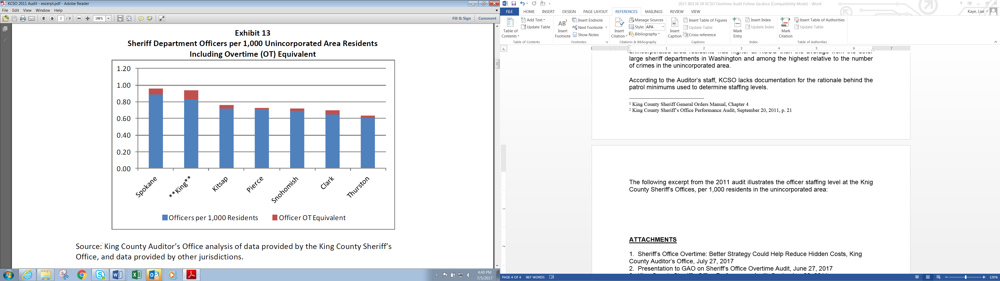 KCSO 2011 Audit - excerpt.pdf - Adobe Reader
File Edit View Window Help
2 / 9 198% Fill & Sign Comment
Exhibit 13
Sheriff Department Officers per 1,000 Unincorporated Area Residents
Including Overtime (OT) Equivalent
1.20
1.00
0.80
0.60
0.40
0.20
0.00
Spokane **King** Kitsap Pierce Snohomish Clark Thurston
Officers per 1,000 Residents Officer OT Equivalent
Source: King County Auditor's Office analysis of data provided by the King County Sheriff's
Office, and data provided by other jurisdictions.
4:40 PM
7/5/2017
2017-B0138 SR KCSO Overtime Audit Follow Up.docx [Compatibility Mode] - Word
FILE HOME INSERT DESIGN PAGE LAYOUT REFERENCES MAILINGS REVIEW VIEW Kaye, Lise
Table of Contents
Add Text
Update Table
Table of Contents
AB1 Insert Footnote
Insert Endnote
Next Footnote
Show Notes
Footnotes
Insert Citation
Manage Sources
Style: APA
Bibliography
Citations & Bibliography
Insert Caption
Insert Table of Figures
Update Table
Cross-reference
Captions
Mark Entry
Insert Index
Update Index
Index
Mark Citation
Insert Table of Authorities
Update Table
Table of Authorities
1 1 2 3 4 5 6 7
unincorporated area residents was higher at KCSO than the average from the other
large sheriff departments in Washington and among the highest relative to the number
of crimes in the unincorporated area.
According to the Auditor's staff, KCSO lacks documentation for the rationale behind the
patrol minimums used to determine staffing levels.
1 King County Sheriff General Orders Manual, Chapter 4
2 King County Sheriff's Office Performance Audit, September 20, 2011, p. 21
The following excerpt from the 2011 audit illustrates the officer staffing level at the Knig
County Sheriff's Offices, per 1,000 residents in the unincorporated area:
1
2
ATTACHMENTS
1. Sheriff's Office Overtime: Better Strategy Could Help Reduce Hidden Costs, King
County Auditor's Office, July 27, 2017
2. Presentation to GAO on Sheriff's Office Overtime Audit, June 27, 2017
PAGE 4 OF 4 967 WORDS 120%